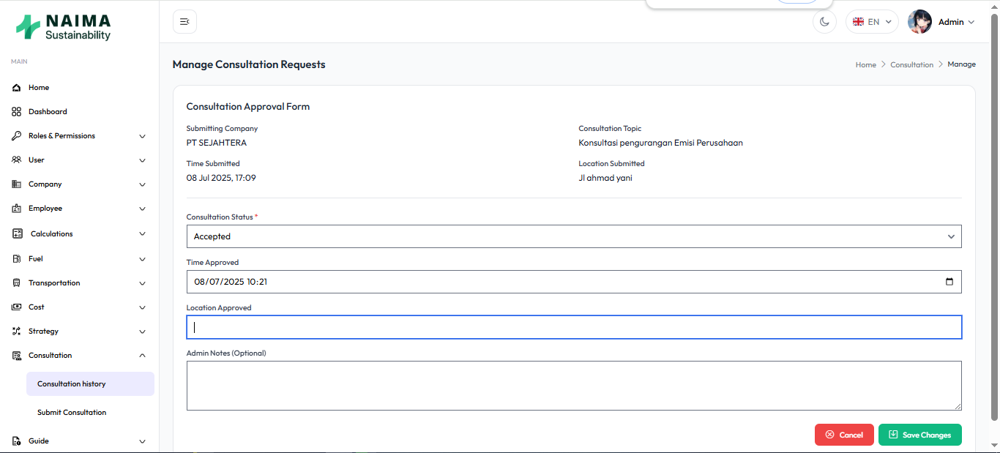 NAIMA
Sustainability
EN
Admin
MAIN
Home
Dashboard
Roles & Permissions
User
Company
Employee
Calculations
Fuel
Transportation
Cost
Strategy
Consultation
Consultation history
Submit Consultation
Guide
Manage Consultation Requests
Home > Consultation > Manage
Consultation Approval Form
Submitting Company
PT SEJAHTERA
Consultation Topic
Konsultasi pengurangan Emisi Perusahaan
Time Submitted
08 Jul 2025, 17:09
Location Submitted
Jl ahmad yani
Consultation Status *
Accepted
Time Approved
08/07/2025 10:21
Location Approved
Admin Notes (Optional)
Cancel
Save Changes